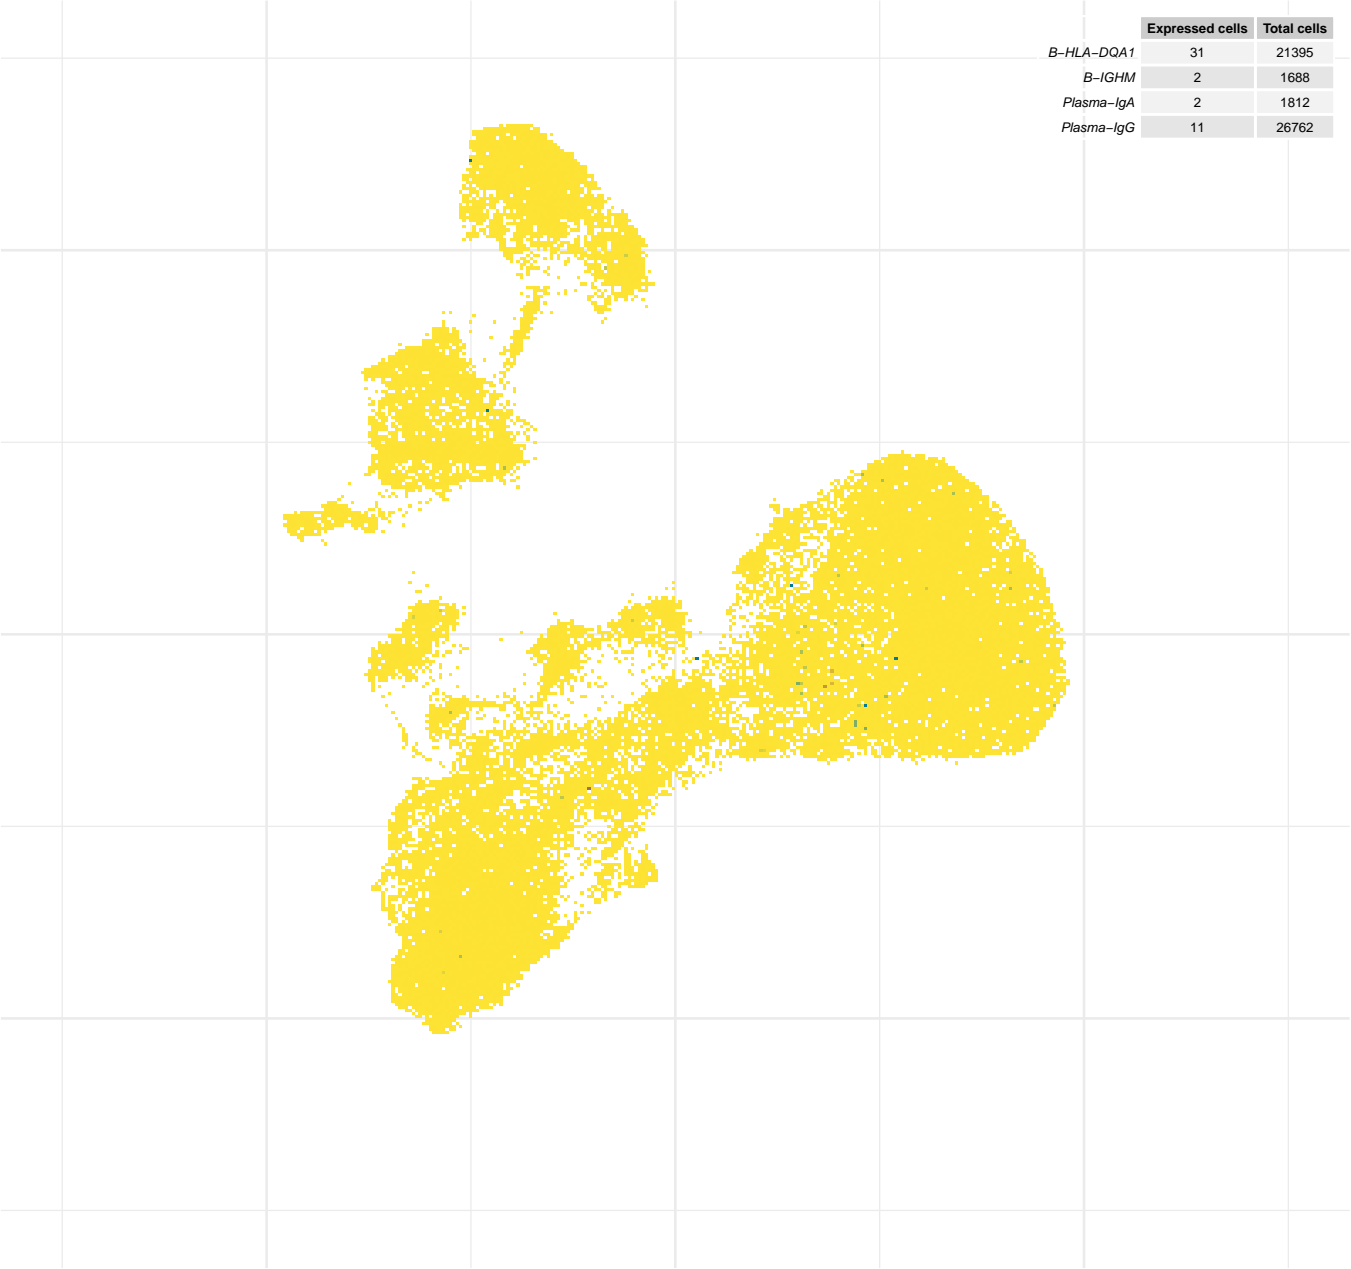 Expressed cells Total cells
B−HLA−DQA1 31 21395
B−IGHM 2 1688
Plasma−IgA 2 1812
Plasma−IgG 11 26762